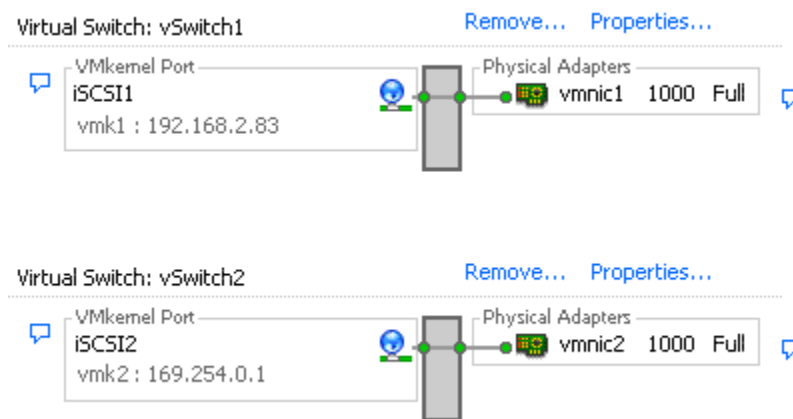 Virtual Switch: vSwitch1 Remove... Properties...
VMkernel Port Physical Adapters
iSCSI1 vmnic1 1000 Full
vmk1 : 192.168.2.83
Virtual Switch: vSwitch2 Remove... Properties...
VMkernel Port Physical Adapters
iSCSI2 vmnic2 1000 Full
vmk2 : 169.254.0.1